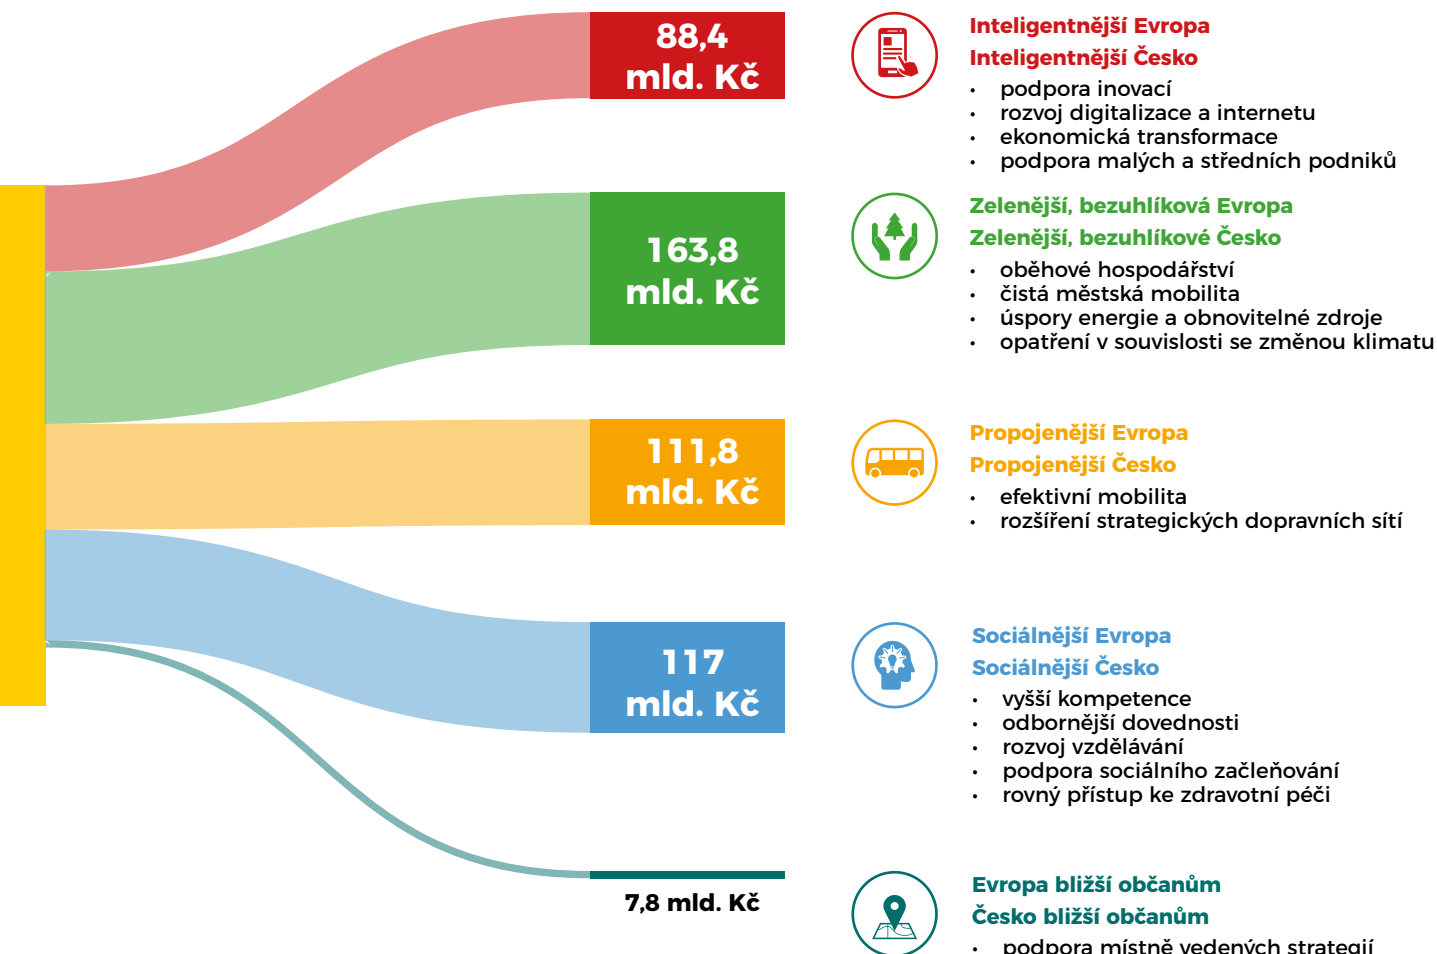 88,4
mld. Kč
Inteligentnější Evropa
Inteligentnější Česko
• podpora inovací
• rozvoj digitalizace a internetu
• ekonomická transformace
• podpora malých a středních podniků
163,8
mld. Kč
Zelenější, bezuhlíková Evropa
Zelenější, bezuhlíkové Česko
• oběhové hospodářství
• čistá městská mobilita
• úspory energie a obnovitelné zdroje
• opatření v souvislosti se změnou klimatu
111,8
mld. Kč
Propojenější Evropa
Propojenější Česko
• efektivní mobilita
• rozšíření strategických dopravních sítí
117
mld. Kč
Sociálnější Evropa
Sociálnější Česko
• vyšší kompetence
• odbornější dovednosti
• rozvoj vzdělávání
• podpora sociálního začleňování
• rovný přístup ke zdravotní péči
7,8 mld. Kč
Evropa bližší občanům
Česko bližší občanům
• podpora místně vedených strategií